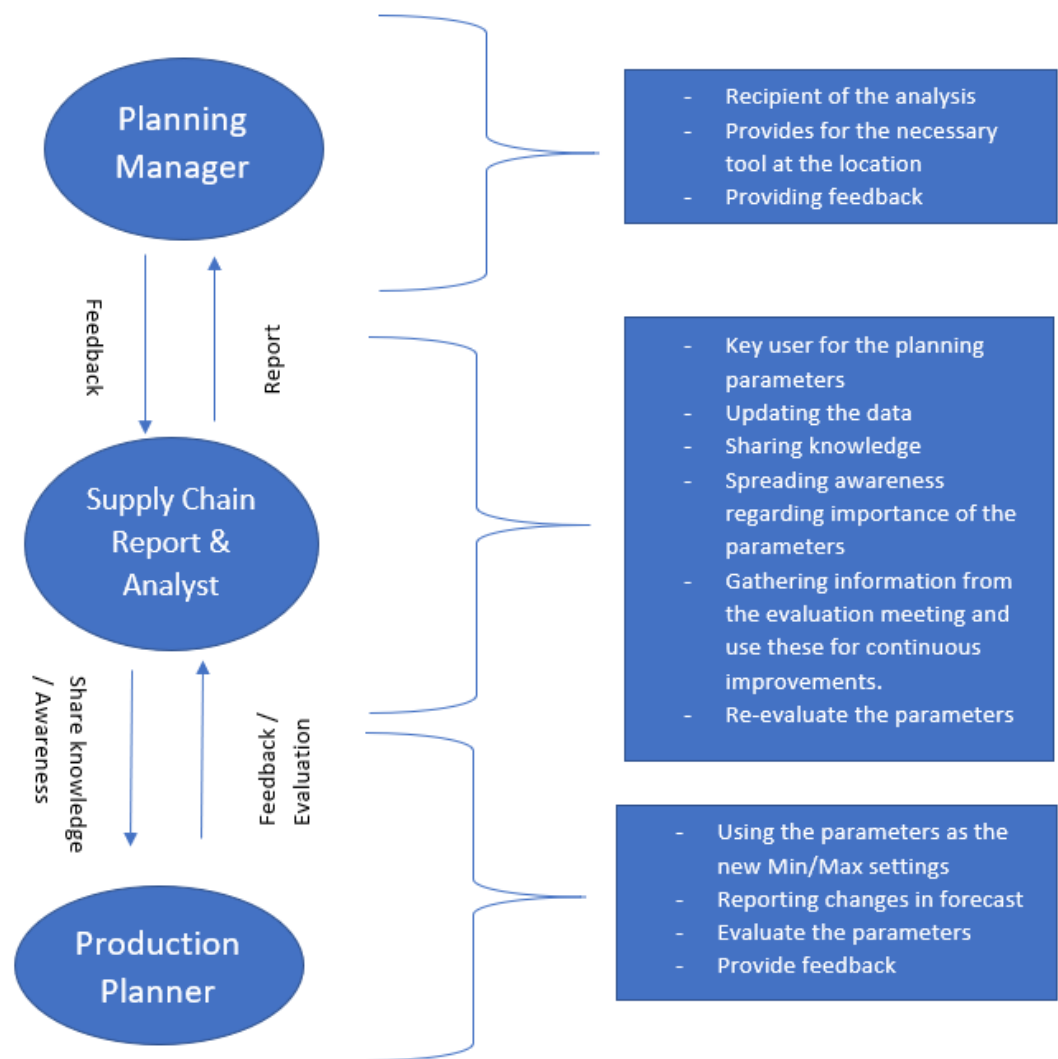 Planning
Manager
- Recipient of the analysis
- Provides for the necessary
tool at the location
- Providing feedback
Feedback
Report
Supply Chain
Report &
Analyst
- Key user for the planning
parameters
- Updating the data
- Sharing knowledge
- Spreading awareness
regarding importance of the
parameters
- Gathering information from
the evaluation meeting and
use these for continuous
improvements.
- Re-evaluate the parameters
Share knowledge
/ Awareness
Feedback /
Evaluation
Production
Planner
- Using the parameters as the
new Min/Max settings
- Reporting changes in forecast
- Evaluate the parameters
- Provide feedback